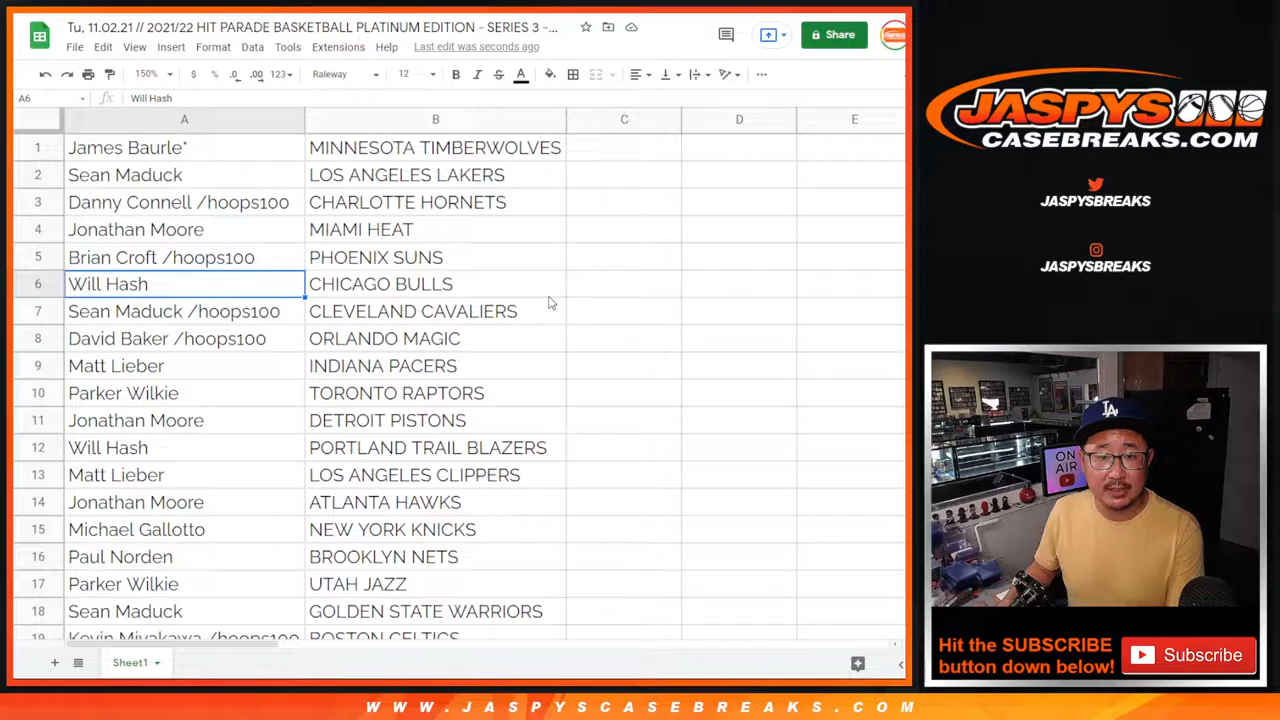 Tu, 11.02.21 // 2021/22 HIT PARADE BASKETBALL PLATINUM EDITION - SERIES 3 -...
File Edit View Insert Format Data Tools Extensions Help Last edit was seconds ago
Share
150% $ % .0 .00 123 Raleway 12 B I S A
A6 fx Will Hash
A B C D E
1 James Baurle* MINNESOTA TIMBERWOLVES
2 Sean Maduck LOS ANGELES LAKERS
3 Danny Connell /hoops100 CHARLOTTE HORNETS
4 Jonathan Moore MIAMI HEAT
5 Brian Croft /hoops100 PHOENIX SUNS
6 Will Hash CHICAGO BULLS
7 Sean Maduck /hoops100 CLEVELAND CAVALIERS
8 David Baker /hoops100 ORLANDO MAGIC
9 Matt Lieber INDIANA PACERS
10 Parker Wilkie TORONTO RAPTORS
11 Jonathan Moore DETROIT PISTONS
12 Will Hash PORTLAND TRAIL BLAZERS
13 Matt Lieber LOS ANGELES CLIPPERS
14 Jonathan Moore ATLANTA HAWKS
15 Michael Gallotto NEW YORK KNICKS
16 Paul Norden BROOKLYN NETS
17 Parker Wilkie UTAH JAZZ
18 Sean Maduck GOLDEN STATE WARRIORS
19 Kevin Miyakawa /hoops100 BOSTON CELTICS
Sheet1
JASPYS
CASEBREAKS.COM
JASPYSBREAKS
JASPYSBREAKS
LA
ON
AIR
Hit the SUBSCRIBE
button down below!
Subscribe
WWW.JASPYSCASEBREAKS.COM